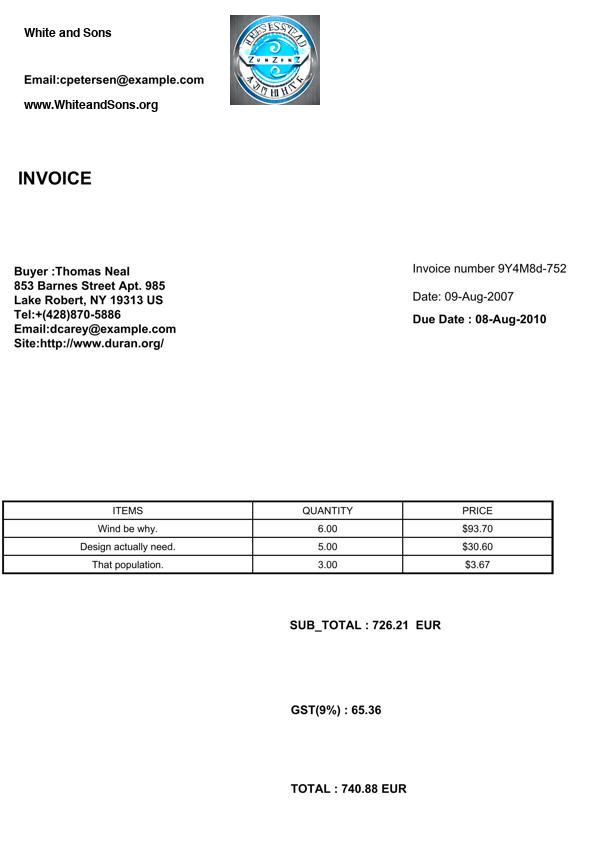 White and Sons
Email:cpetersen@example.com
www.WhiteandSons.org
INVOICE
Buyer :Thomas Neal
853 Barnes Street Apt. 985
Lake Robert, NY 19313 US
Tel:+(428)870-5886
Email:dcarey@example.com
Site:http://www.duran.org/
Invoice number 9Y4M8d-752
Date: 09-Aug-2007
Due Date : 08-Aug-2010
ITEMS QUANTITY PRICE
Wind be why. 6.00 $93.70
Design actually need. 5.00 $30.60
That population. 3.00 $3.67
SUB_TOTAL : 726.21 EUR
GST(9%) : 65.36
TOTAL : 740.88 EUR